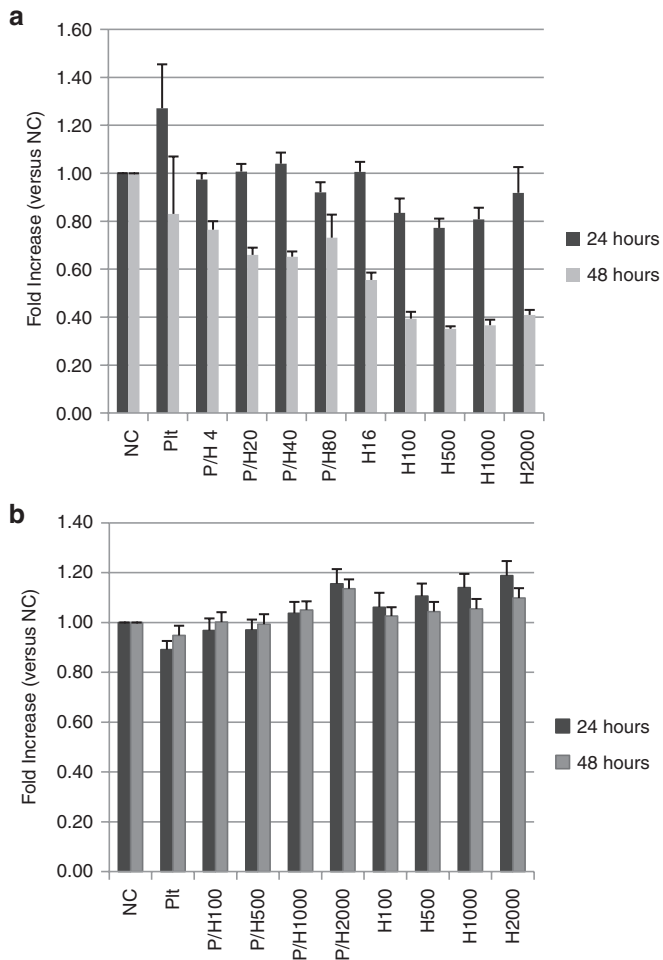 a
Fold Increase (versus NC)
1.60
1.40
1.20
1.00
0.80
0.60
0.40
0.20
0.00
NC
Plt
P/H 4
P/H20
P/H40
P/H80
H16
H100
H500
H1000
H2000
24 hours
48 hours
b
Fold Increase (versus NC)
1.40
1.20
1.00
0.80
0.60
0.40
0.20
0.00
NC
Plt
P/H100
P/H500
P/H1000
P/H2000
H100
H500
H1000
H2000
24 hours
48 hours